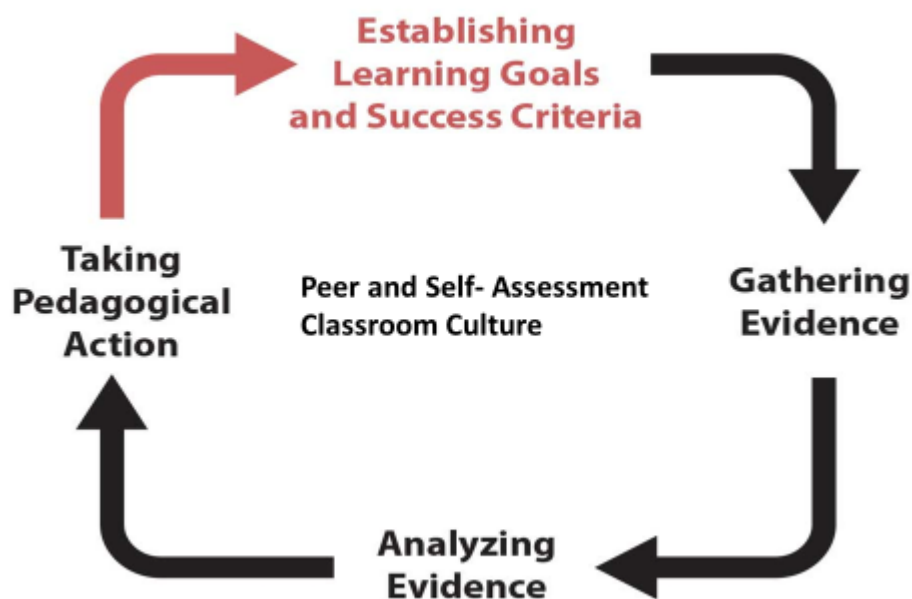 Establishing
Learning Goals
and Success Criteria
Taking
Pedagogical
Action
Peer and Self- Assessment
Classroom Culture
Gathering
Evidence
Analyzing
Evidence